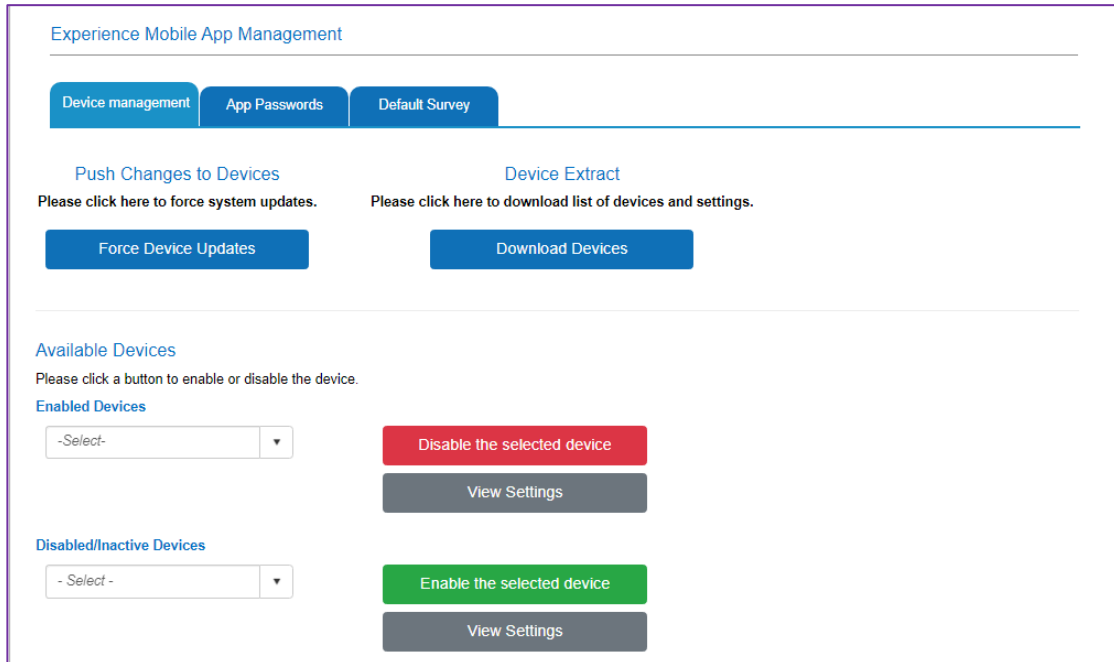 Experience Mobile App Management
Device management
App Passwords
Default Survey
Push Changes to Devices
Please click here to force system updates.
Force Device Updates
Device Extract
Please click here to download list of devices and settings.
Download Devices
Available Devices
Please click a button to enable or disable the device.
Enabled Devices
-Select-
Disable the selected device
View Settings
Disabled/Inactive Devices
- Select -
Enable the selected device
View Settings